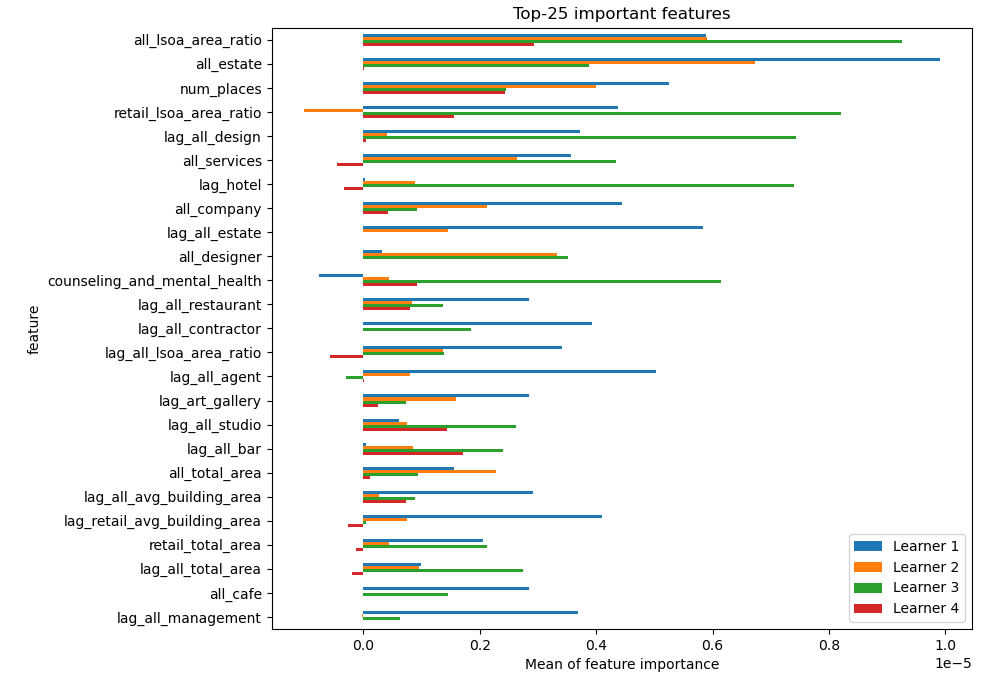 Top-25 important features
all_lsoa_area_ratio
all_estate
num_places
retail_lsoa_area_ratio
lag_all_design
all_services
lag_hotel
all_company
lag_all_estate
all_designer
counseling_and_mental_health
lag_all_restaurant
lag_all_contractor
lag_all_lsoa_area_ratio
lag_all_agent
lag_art_gallery
lag_all_studio
lag_all_bar
all_total_area
lag_all_avg_building_area
lag_retail_avg_building_area
retail_total_area
lag_all_total_area
all_cafe
lag_all_management
feature
Learner 1
Learner 2
Learner 3
Learner 4
0.0 0.2 0.4 0.6 0.8 1.0
Mean of feature importance
1e−5